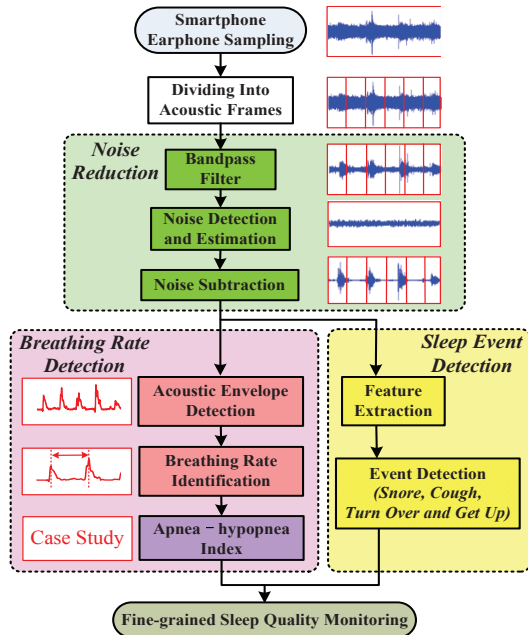 Smartphone
Earphone Sampling
Dividing Into
Acoustic Frames
Noise
Reduction
Bandpass
Filter
Noise Detection
and Estimation
Noise Subtraction
Breathing Rate
Detection
Acoustic Envelope
Detection
Breathing Rate
Identification
Case Study
Apnea－hypopnea
Index
Sleep Event
Detection
Feature
Extraction
Event Detection
(Snore, Cough,
Turn Over and Get Up)
Fine-grained Sleep Quality Monitoring